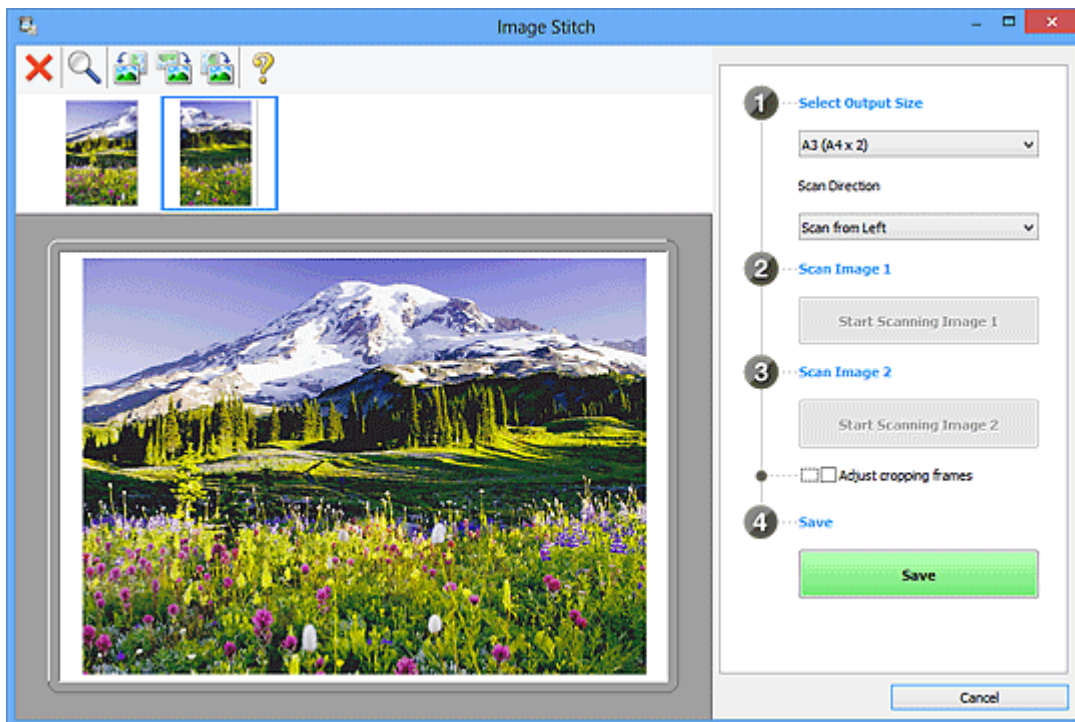 Image Stitch
1
Select Output Size
A3 (A4 x 2)
Scan Direction
Scan from Left
2
Scan Image 1
Start Scanning Image 1
3
Scan Image 2
Start Scanning Image 2
Adjust cropping frames
4
Save
Save
Cancel